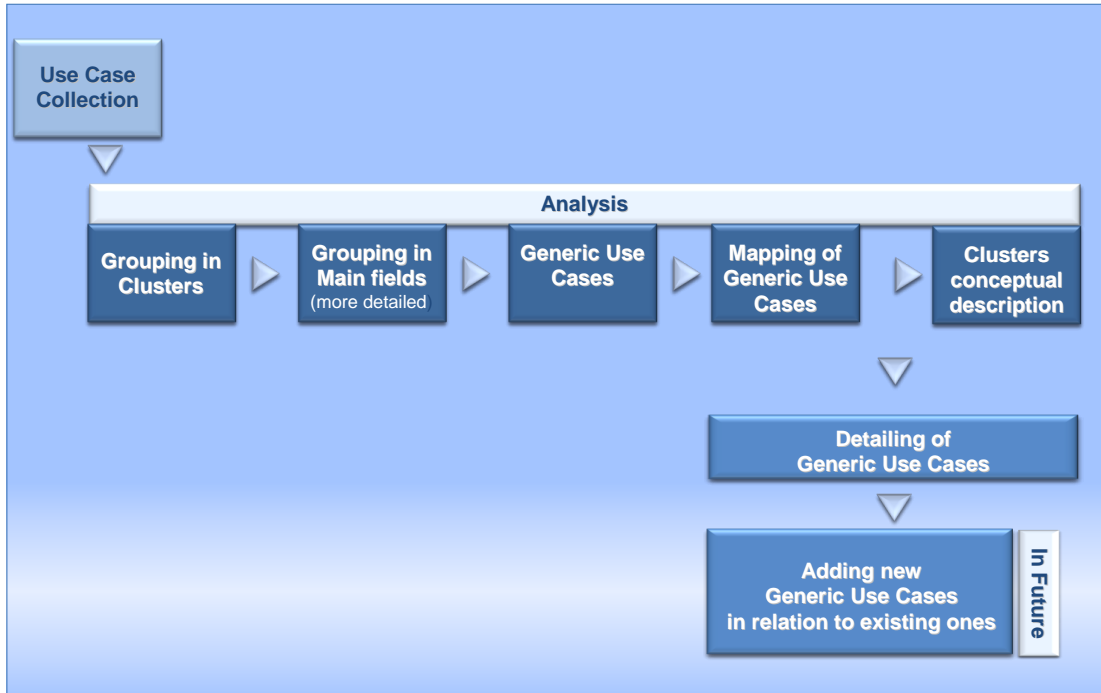 Use Case
Collection
Analysis
Grouping in
Clusters
Grouping in
Main fields
(more detailed)
Generic Use
Cases
Mapping of
Generic Use
Cases
Clusters
conceptual
description
Detailing of
Generic Use Cases
Adding new
Generic Use Cases
in relation to existing ones
In Future